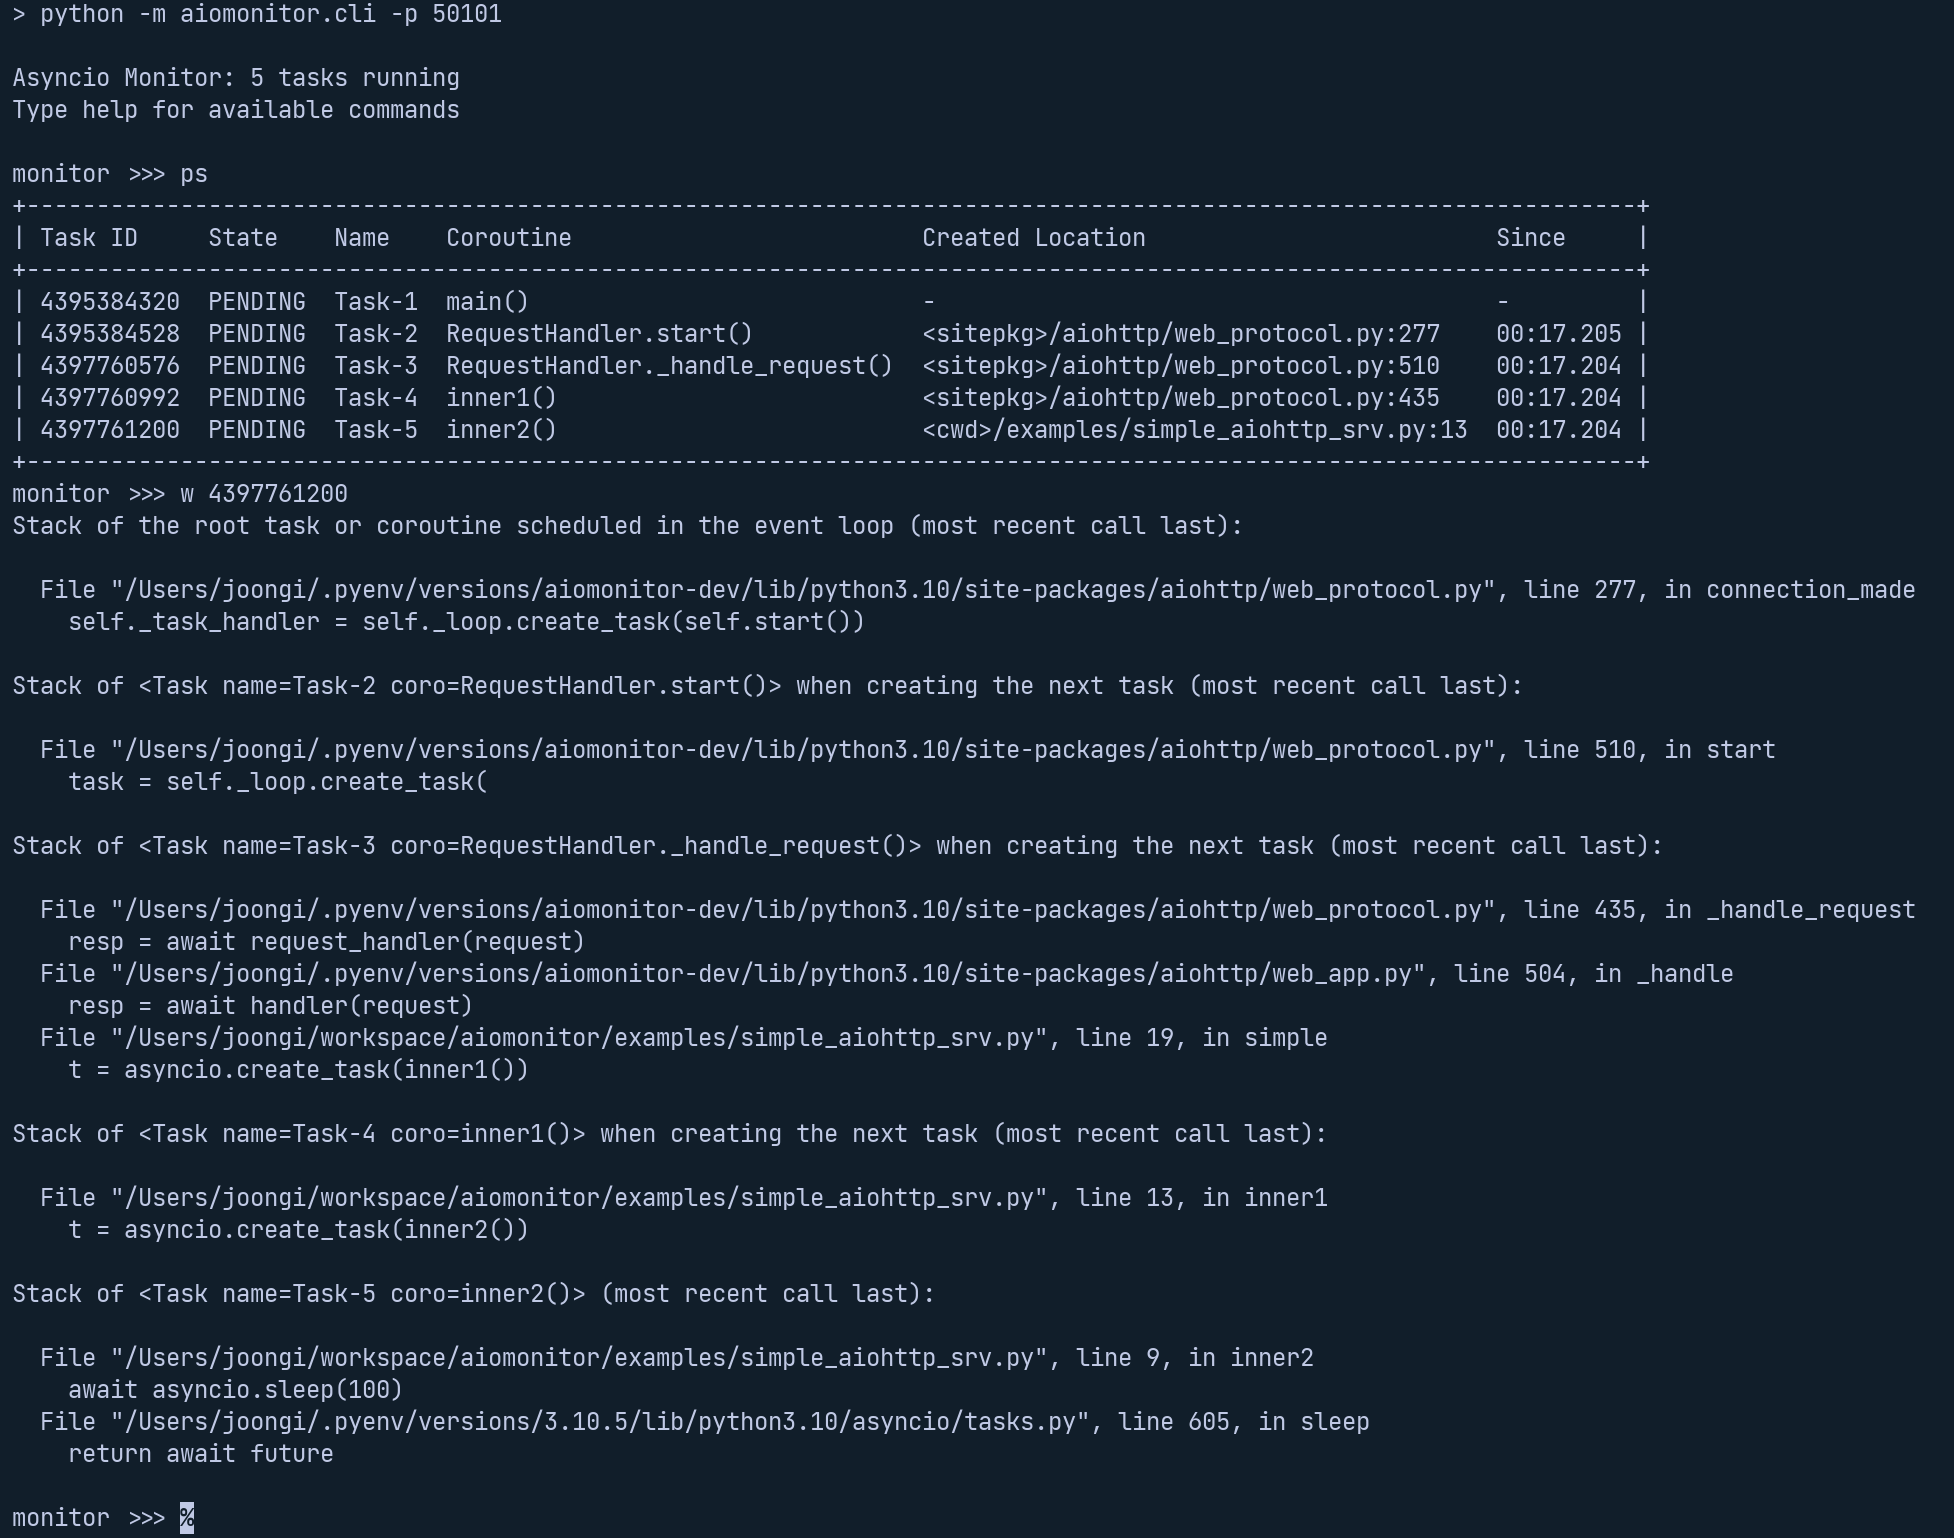 > python -m aiomonitor.cli -p 50101
Asyncio Monitor: 5 tasks running
Type help for available commands
monitor >>> ps
+-------------------------------------------------------------------------------------------------------------------+
| Task ID     State    Name    Coroutine                         Created Location                         Since     |
+-------------------------------------------------------------------------------------------------------------------+
| 4395384320  PENDING  Task-1  main()                            -                                        -         |
| 4395384528  PENDING  Task-2  RequestHandler.start()            <sitepkg>/aiohttp/web_protocol.py:277    00:17.205 |
| 4397760576  PENDING  Task-3  RequestHandler._handle_request()  <sitepkg>/aiohttp/web_protocol.py:510    00:17.204 |
| 4397760992  PENDING  Task-4  inner1()                          <sitepkg>/aiohttp/web_protocol.py:435    00:17.204 |
| 4397761200  PENDING  Task-5  inner2()                          <cwd>/examples/simple_aiohttp_srv.py:13  00:17.204 |
+-------------------------------------------------------------------------------------------------------------------+
monitor >>> w 4397761200
Stack of the root task or coroutine scheduled in the event loop (most recent call last):
  File "/Users/joongi/.pyenv/versions/aiomonitor-dev/lib/python3.10/site-packages/aiohttp/web_protocol.py", line 277, in connection_made
    self._task_handler = self._loop.create_task(self.start())
Stack of <Task name=Task-2 coro=RequestHandler.start()> when creating the next task (most recent call last):
  File "/Users/joongi/.pyenv/versions/aiomonitor-dev/lib/python3.10/site-packages/aiohttp/web_protocol.py", line 510, in start
    task = self._loop.create_task(
Stack of <Task name=Task-3 coro=RequestHandler._handle_request()> when creating the next task (most recent call last):
  File "/Users/joongi/.pyenv/versions/aiomonitor-dev/lib/python3.10/site-packages/aiohttp/web_protocol.py", line 435, in _handle_request
    resp = await request_handler(request)
  File "/Users/joongi/.pyenv/versions/aiomonitor-dev/lib/python3.10/site-packages/aiohttp/web_app.py", line 504, in _handle
    resp = await handler(request)
  File "/Users/joongi/workspace/aiomonitor/examples/simple_aiohttp_srv.py", line 19, in simple
    t = asyncio.create_task(inner1())
Stack of <Task name=Task-4 coro=inner1()> when creating the next task (most recent call last):
  File "/Users/joongi/workspace/aiomonitor/examples/simple_aiohttp_srv.py", line 13, in inner1
    t = asyncio.create_task(inner2())
Stack of <Task name=Task-5 coro=inner2()> (most recent call last):
  File "/Users/joongi/workspace/aiomonitor/examples/simple_aiohttp_srv.py", line 9, in inner2
    await asyncio.sleep(100)
  File "/Users/joongi/.pyenv/versions/3.10.5/lib/python3.10/asyncio/tasks.py", line 605, in sleep
    return await future
monitor >>> %